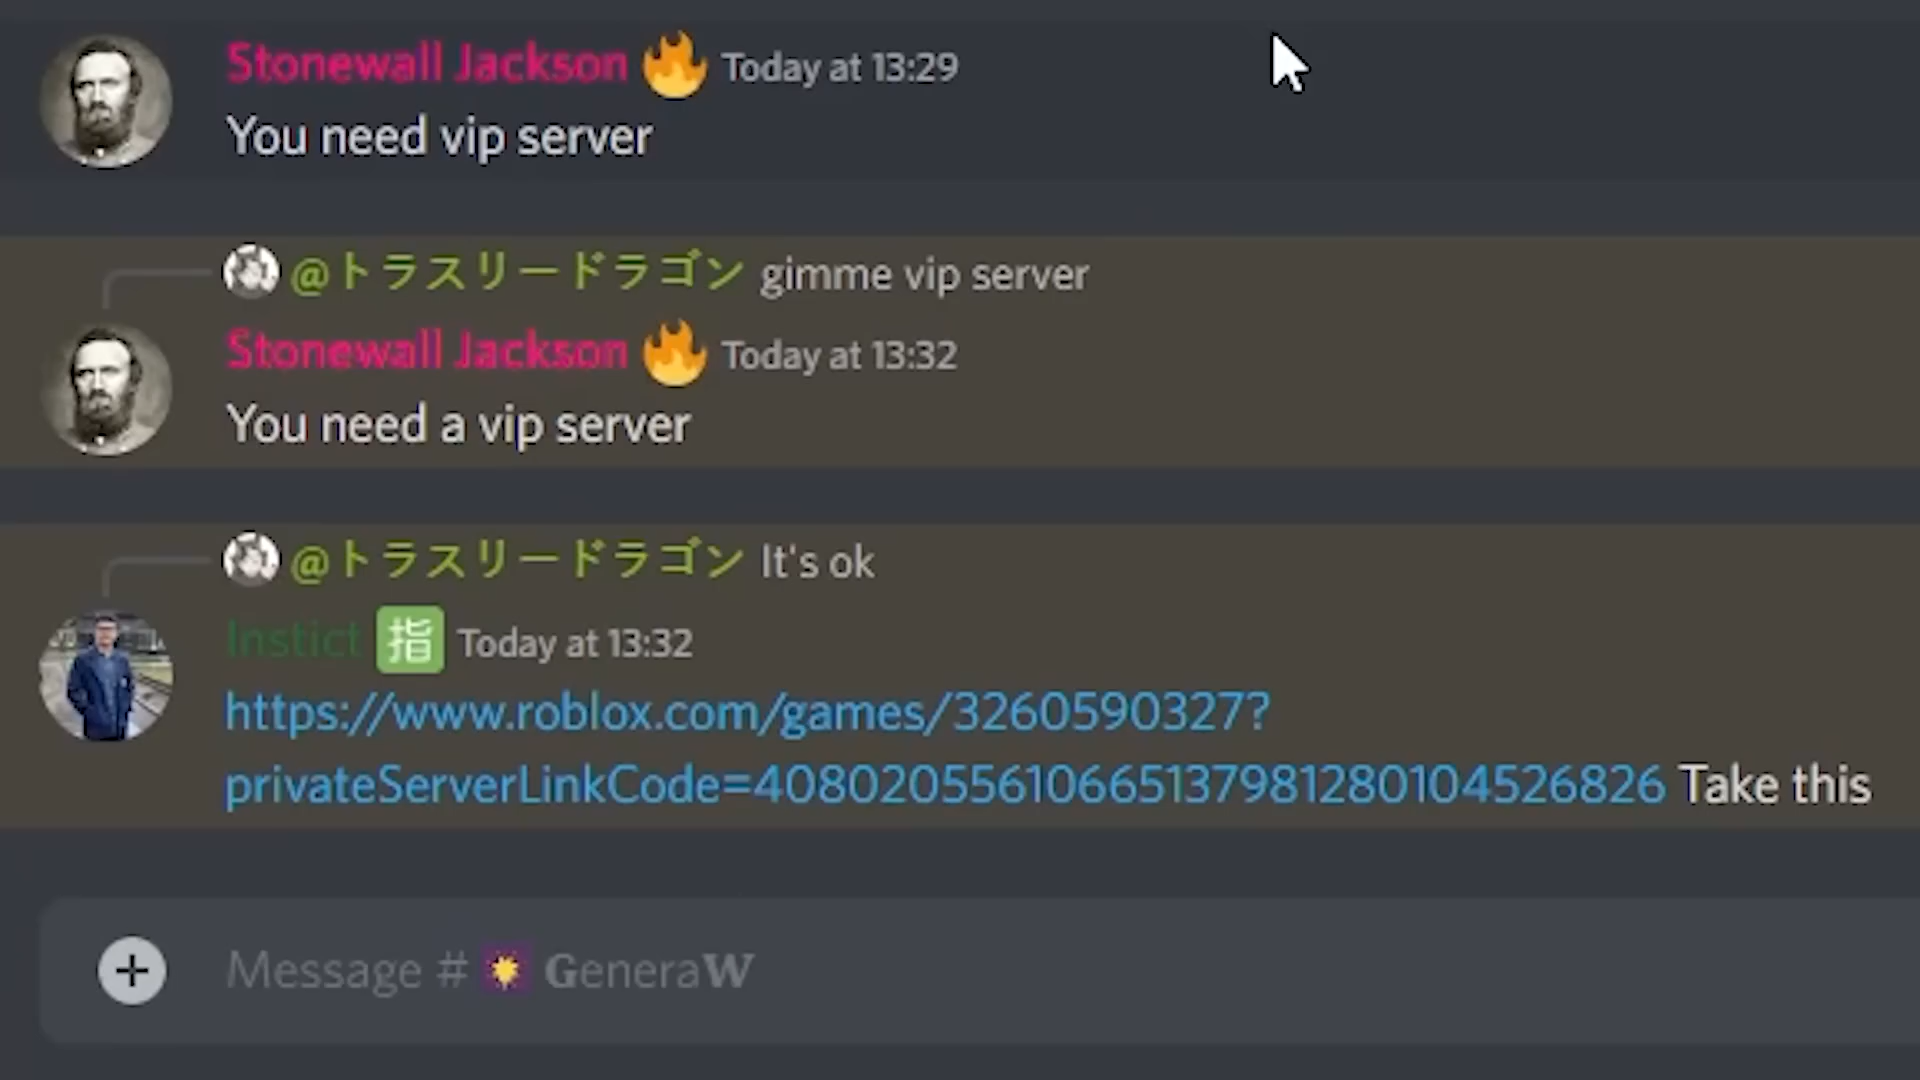 Stonewall Jackson 🔥 Today at 13:29
You need vip server
@トラスリードラゴン gimme vip server
Stonewall Jackson 🔥 Today at 13:32
You need a vip server
@トラスリードラゴン It's ok
Instict 指 Today at 13:32
https://www.roblox.com/games/3260590327?
privateServerLinkCode=40802055610665137981280104526826 Take this
Message # GeneraW